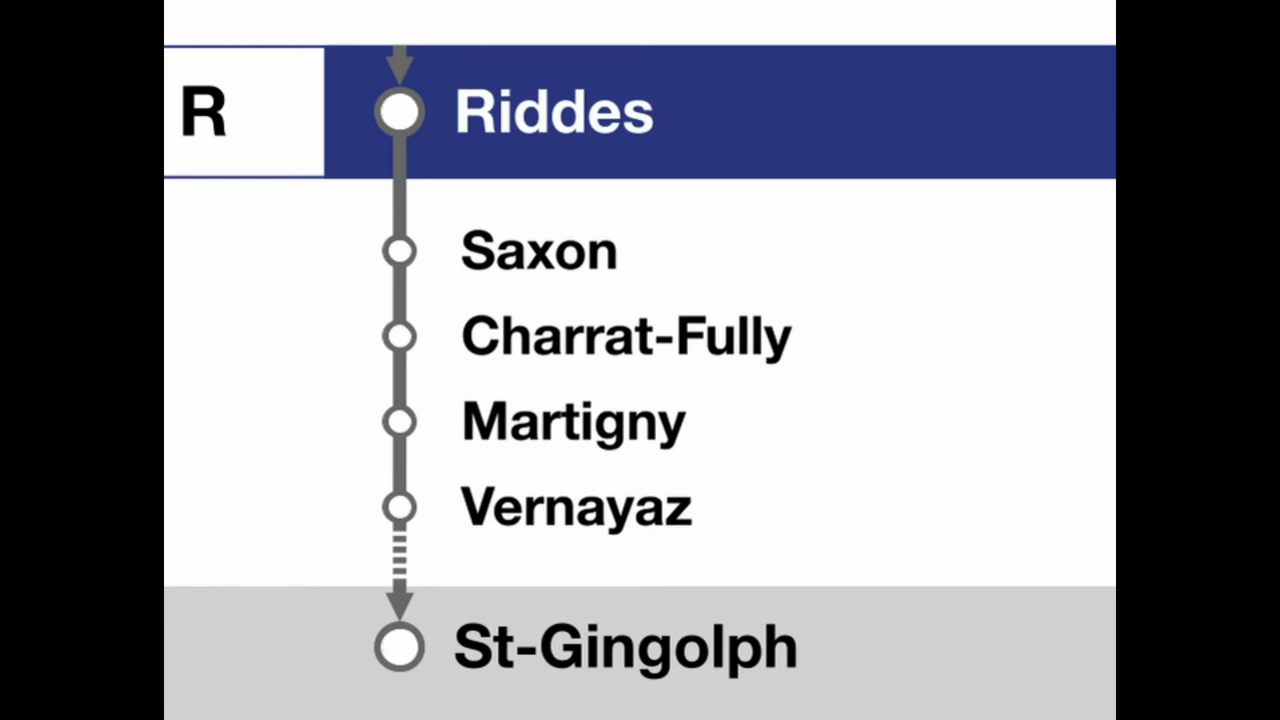 R Riddes
Saxon
Charrat-Fully
Martigny
Vernayaz
St-Gingolph